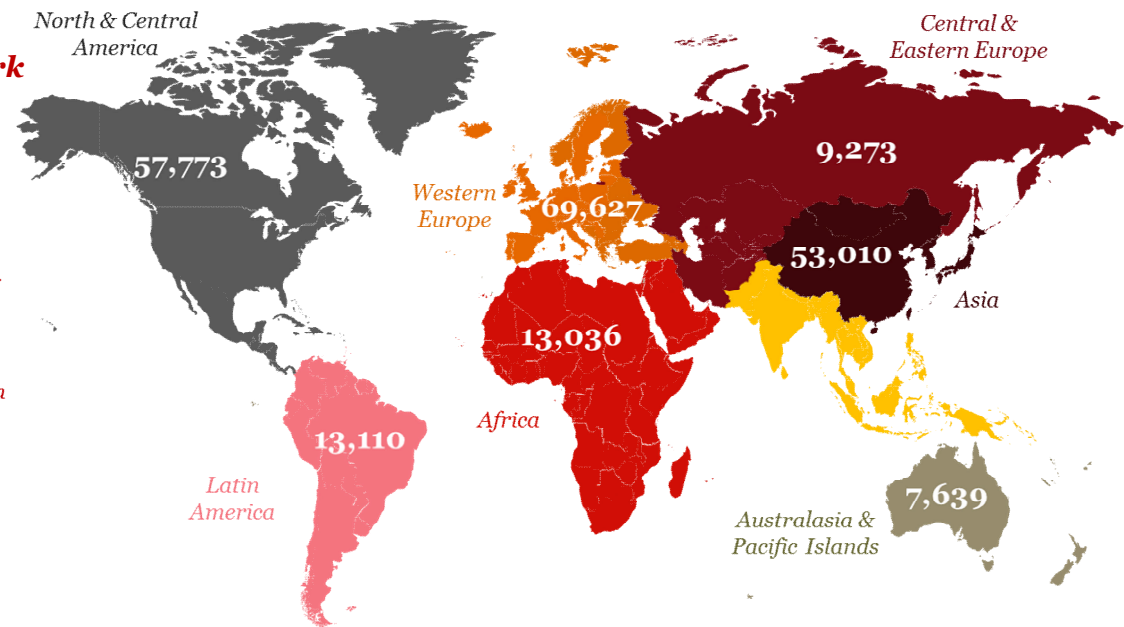 North & Central
America
rk
Central &
Eastern Europe
57,773
9,273
Western
Europe
69,627
53,010
Asia
13,036
Africa
13,110
Latin
America
7,639
Australasia &
Pacific Islands